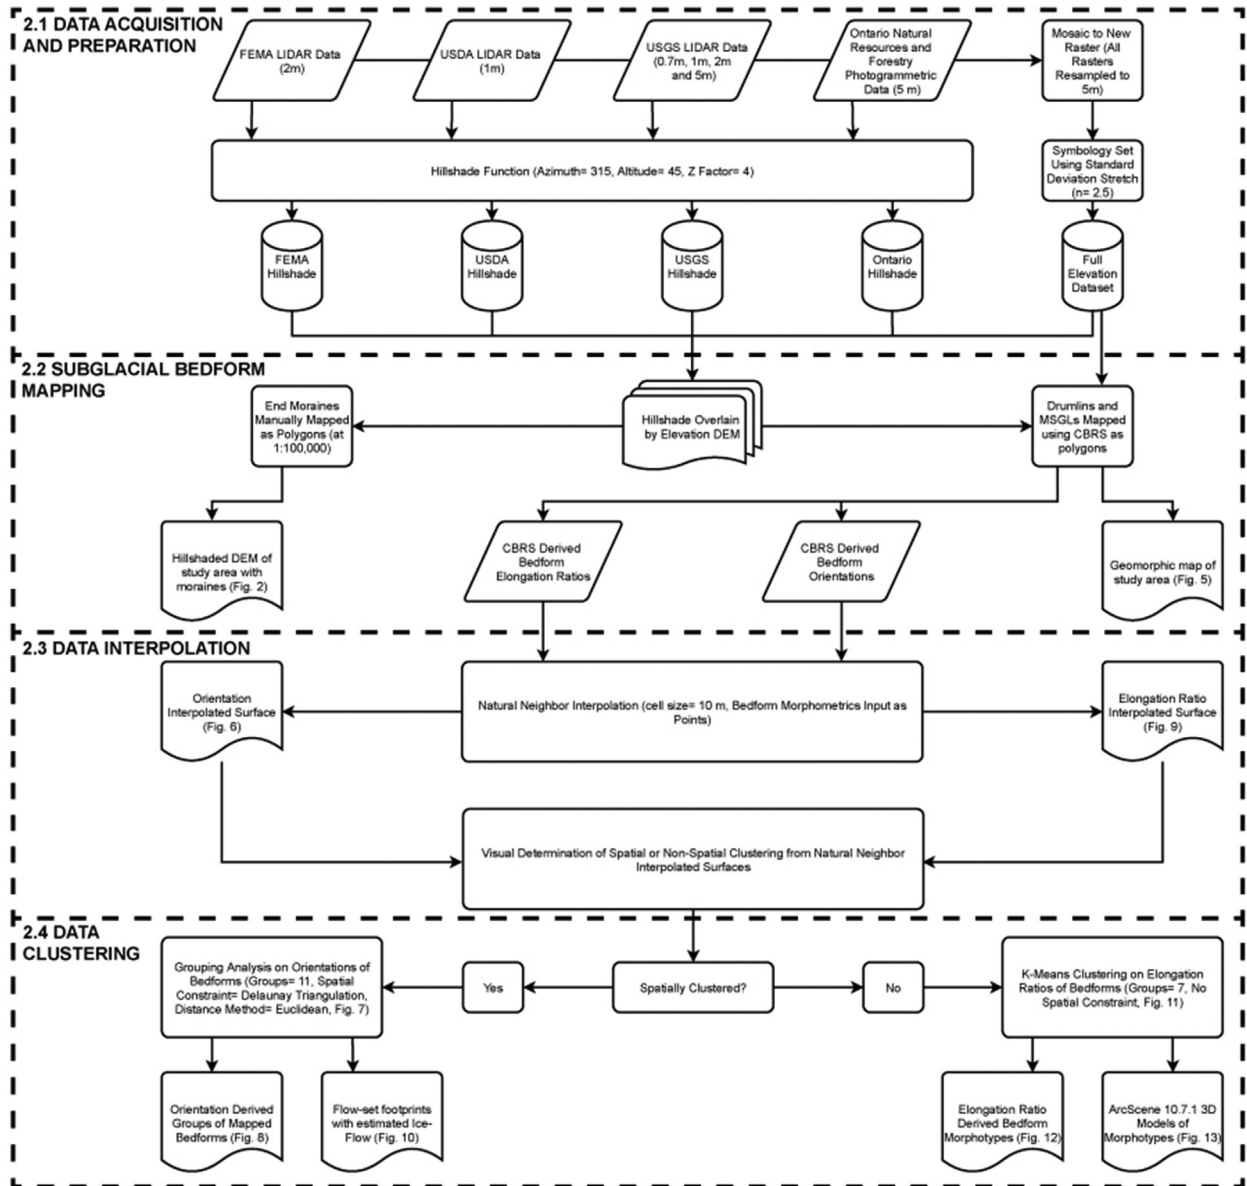 2.1 DATA ACQUISITION
AND PREPARATION
FEMA LIDAR Data
(2m)
USDA LIDAR Data
(1m)
USGS LIDAR Data
(0.7m, 1m, 2m
and 5m)
Ontario Natural
Resources and
Forestry
Photogrammetric
Data (5 m)
Mosaic to New
Raster (All
Rasters
Resampled to
5m)
Hillshade Function (Azimuth= 315, Altitude= 45, Z Factor= 4)
Symbology Set
Using Standard
Deviation Stretch
(n= 2.5)
FEMA
Hillshade
USDA
Hillshade
USGS
Hillshade
Ontario
Hillshade
Full
Elevation
Dataset
2.2 SUBGLACIAL BEDFORM
MAPPING
End Moraines
Manually Mapped
as Polygons (at
1:100,000)
Hillshade Overlain
by Elevation DEM
Drumlins and
MSGLs Mapped
using CBRS as
polygons
Hillshaded DEM of
study area with
moraines (Fig. 2)
CBRS Derived
Bedform
Elongation Ratios
CBRS Derived
Bedform
Orientations
Geomorphic map of
study area (Fig. 5)
2.3 DATA INTERPOLATION
Orientation
Interpolated Surface
(Fig. 6)
Natural Neighbor Interpolation (cell size= 10 m, Bedform Morphometrics Input as
Points)
Elongation Ratio
Interpolated Surface
(Fig. 9)
Visual Determination of Spatial or Non-Spatial Clustering from Natural Neighbor
Interpolated Surfaces
2.4 DATA
CLUSTERING
Grouping Analysis on Orientations of
Bedforms (Groups= 11, Spatial
Constraint= Delaunay Triangulation,
Distance Method= Euclidean, Fig. 7)
Yes
Spatially Clustered?
No
K-Means Clustering on Elongation
Ratios of Bedforms (Groups= 7, No
Spatial Constraint, Fig. 11)
Orientation Derived
Groups of Mapped
Bedforms (Fig. 8)
Flow-set footprints
with estimated Ice-
Flow (Fig. 10)
Elongation Ratio
Derived Bedform
Morphotypes (Fig. 12)
ArcScene 10.7.1 3D
Models of
Morphotypes (Fig. 13)